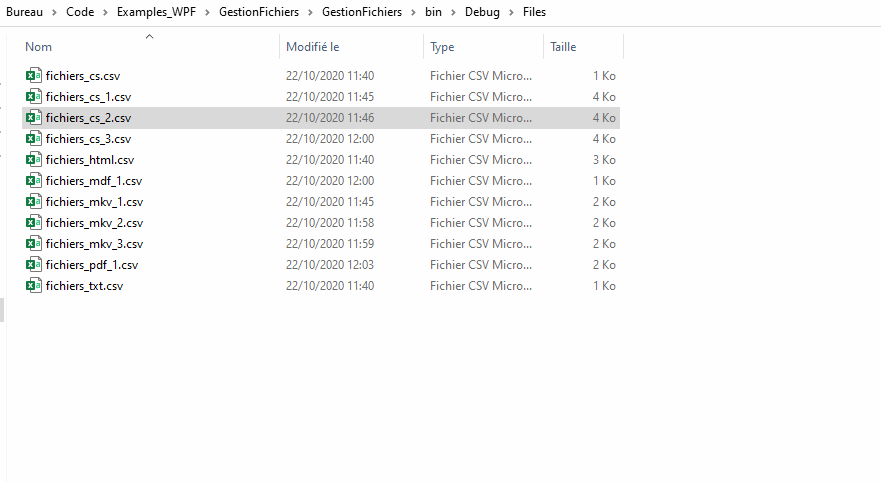 Bureau > Code > Examples_WPF > GestionFichiers > GestionFichiers > bin > Debug > Files
Nom Modifié le Type Taille
fichiers_cs.csv 22/10/2020 11:40 Fichier CSV Micro... 1 Ko
fichiers_cs_1.csv 22/10/2020 11:45 Fichier CSV Micro... 4 Ko
fichiers_cs_2.csv 22/10/2020 11:46 Fichier CSV Micro... 4 Ko
fichiers_cs_3.csv 22/10/2020 12:00 Fichier CSV Micro... 4 Ko
fichiers_html.csv 22/10/2020 11:40 Fichier CSV Micro... 3 Ko
fichiers_mdf_1.csv 22/10/2020 12:00 Fichier CSV Micro... 1 Ko
fichiers_mkv_1.csv 22/10/2020 11:45 Fichier CSV Micro... 2 Ko
fichiers_mkv_2.csv 22/10/2020 11:58 Fichier CSV Micro... 2 Ko
fichiers_mkv_3.csv 22/10/2020 11:59 Fichier CSV Micro... 2 Ko
fichiers_pdf_1.csv 22/10/2020 12:03 Fichier CSV Micro... 2 Ko
fichiers_txt.csv 22/10/2020 11:40 Fichier CSV Micro... 1 Ko